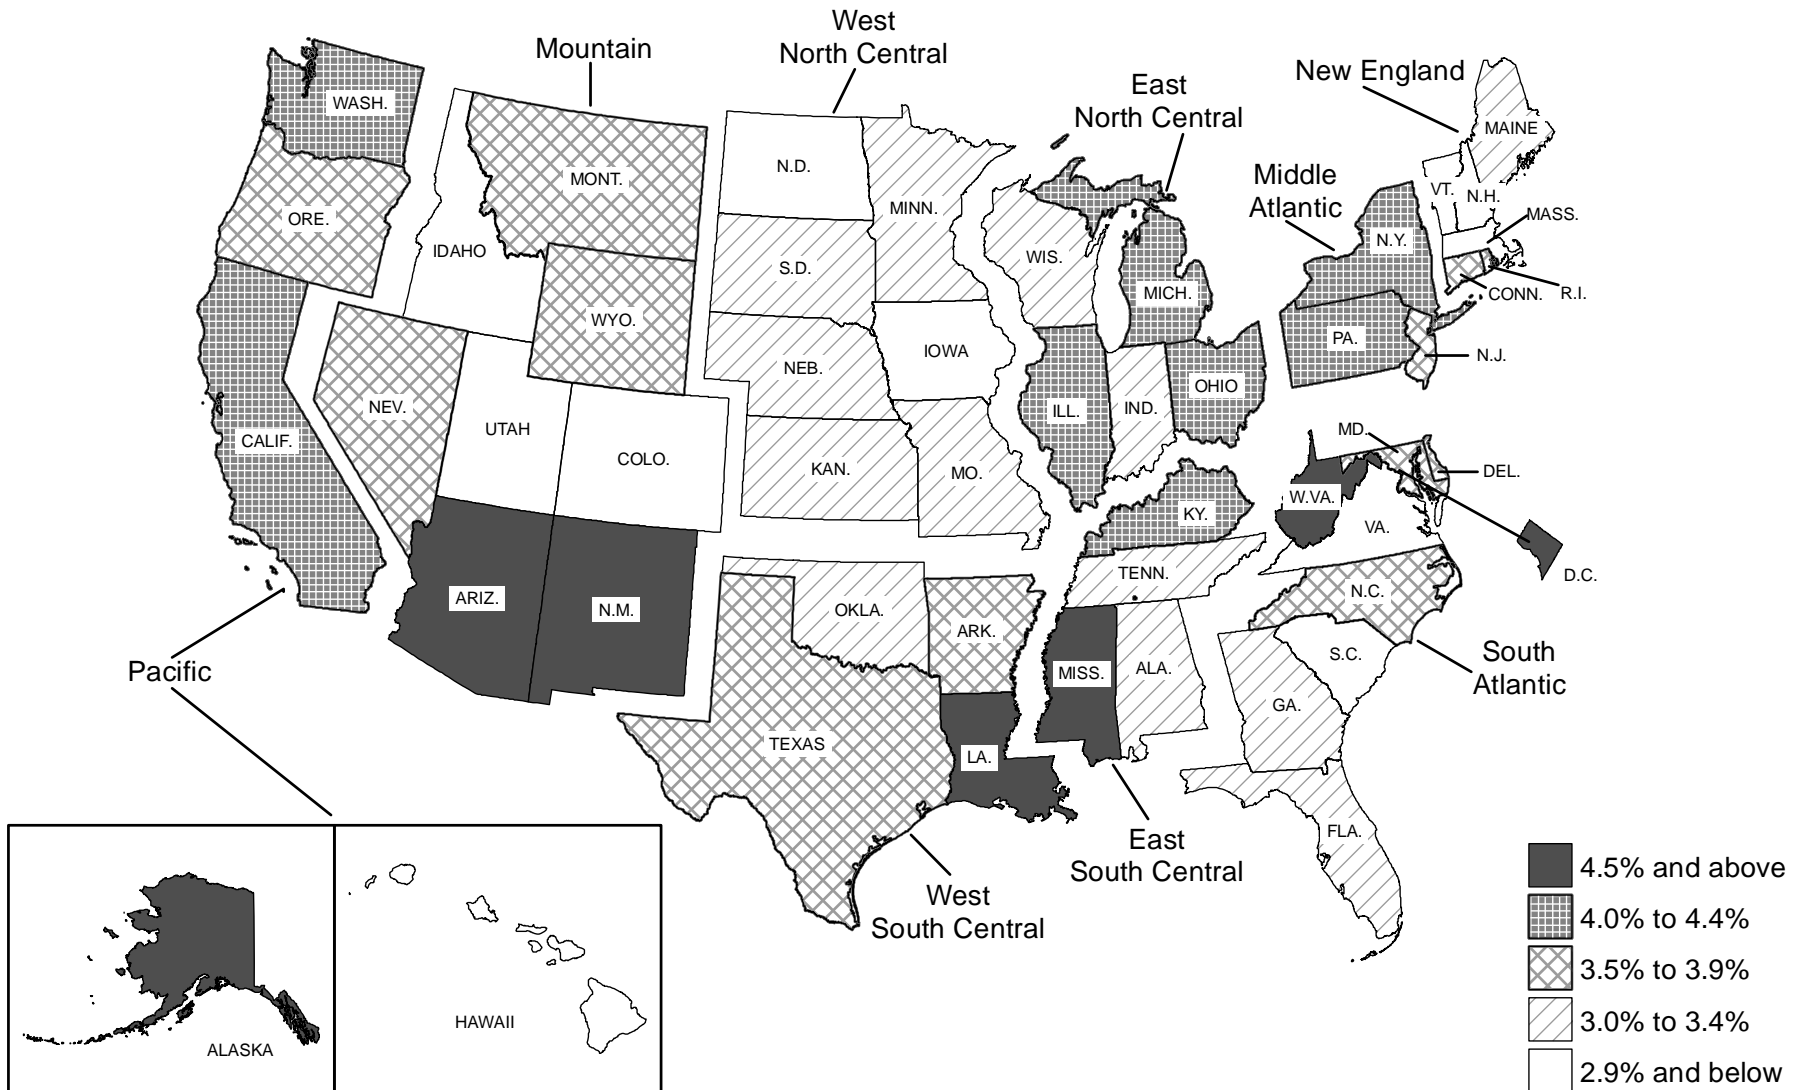 West
North Central
Mountain
New England
East
North Central
WASH.
MAINE
MONT.
N.D.
MINN.
Middle
Atlantic
VT.
N.H.
MASS.
ORE.
IDAHO
S.D.
WIS.
N.Y.
MICH.
CONN.
R.I.
WYO.
PA.
N.J.
NEB.
IOWA
OHIO
NEV.
UTAH
COLO.
ILL.
IND.
CALIF.
KAN.
MO.
MD.
DEL.
W.VA.
KY.
VA.
D.C.
TENN.
ARIZ.
N.M.
OKLA.
ARK.
N.C.
Pacific
MISS.
ALA.
S.C.
South
Atlantic
GA.
TEXAS
LA.
FLA.
East
South Central
West
South Central
HAWAII
ALASKA
4.5% and above
4.0% to 4.4%
3.5% to 3.9%
3.0% to 3.4%
2.9% and below